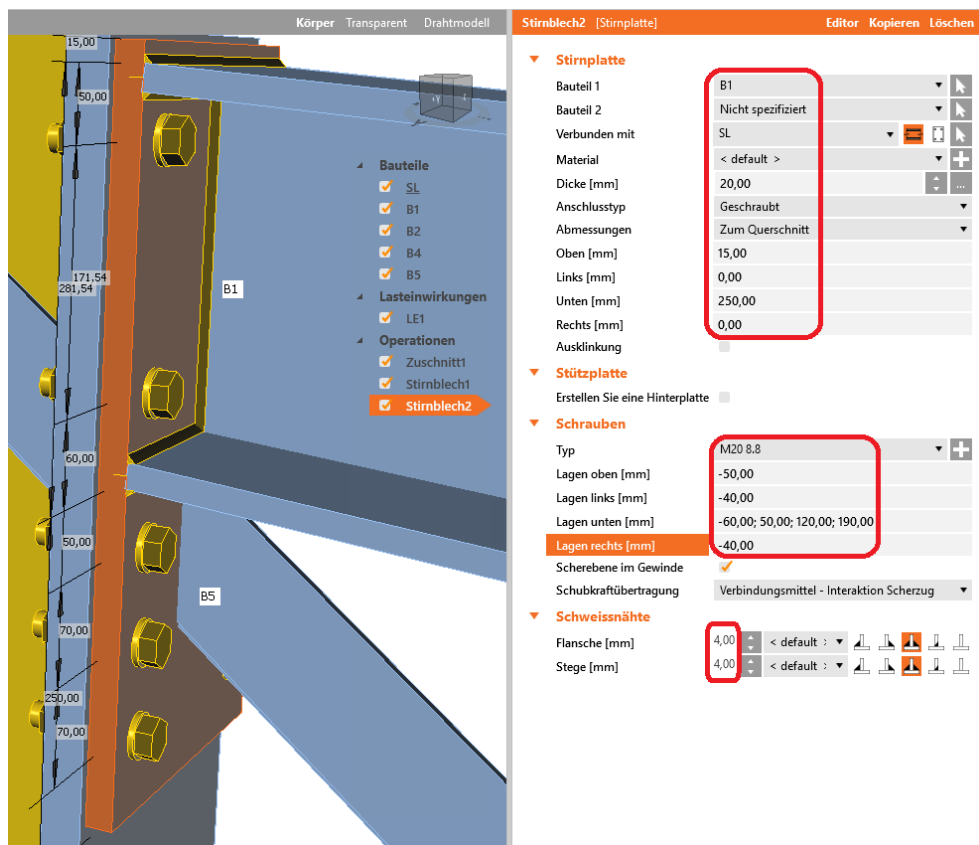 Körper Transparent Drahtmodell
15,00
50,00
171,54
281,54
60,00
50,00
70,00
250,00
70,00
B1
B5
Bauteile
SL
B1
B2
B4
B5
Lasteinwirkungen
LE1
Operationen
Zuschnitt1
Stirnblech1
Stirnblech2
Stirnblech2 [Stirnplatte] Editor Kopieren Löschen
Stirnplatte
Bauteil 1 B1
Bauteil 2 Nicht spezifiziert
Verbunden mit SL
Material < default >
Dicke [mm] 20,00 ...
Anschlusstyp Geschraubt
Abmessungen Zum Querschnitt
Oben [mm] 15,00
Links [mm] 0,00
Unten [mm] 250,00
Rechts [mm] 0,00
Ausklinkung
Stützplatte
Erstellen Sie eine Hinterplatte
Schrauben
Typ M20 8.8
Lagen oben [mm] -50,00
Lagen links [mm] -40,00
Lagen unten [mm] -60,00; 50,00; 120,00; 190,00
Lagen rechts [mm] -40,00
Scherebene im Gewinde
Schubkraftübertragung Verbindungsmittel - Interaktion Scherzug
Schweissnähte
Flansche [mm] 4,00 < default >
Stege [mm] 4,00 < default >